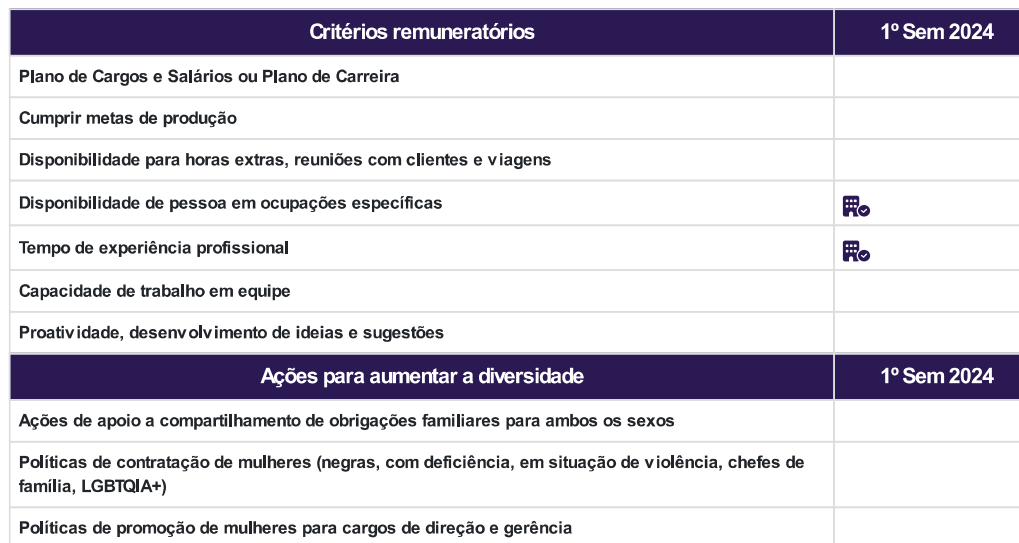 Critérios remuneratórios 1º Sem 2024
Plano de Cargos e Salários ou Plano de Carreira
Cumprir metas de produção
Disponibilidade para horas extras, reuniões com clientes e viagens
Disponibilidade de pessoa em ocupações específicas
Tempo de experiência profissional
Capacidade de trabalho em equipe
Proatividade, desenvolvimento de ideias e sugestões
Ações para aumentar a diversidade 1º Sem 2024
Ações de apoio a compartilhamento de obrigações familiares para ambos os sexos
Políticas de contratação de mulheres (negras, com deficiência, em situação de violência, chefes de
família, LGBTQIA+)
Políticas de promoção de mulheres para cargos de direção e gerência